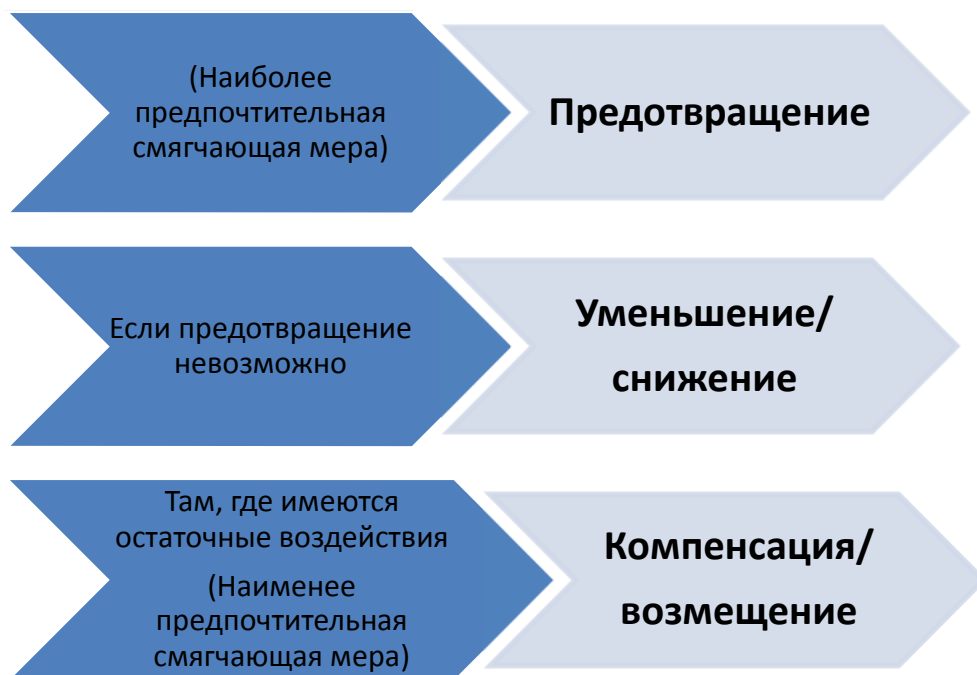 (Наиболее
предпочтительная
смягчающая мера)
Предотвращение
Если предотвращение
невозможно
Уменьшение/
снижение
Там, где имеются
остаточные воздействия
(Наименее
предпочтительная
смягчающая мера)
Компенсация/
возмещение